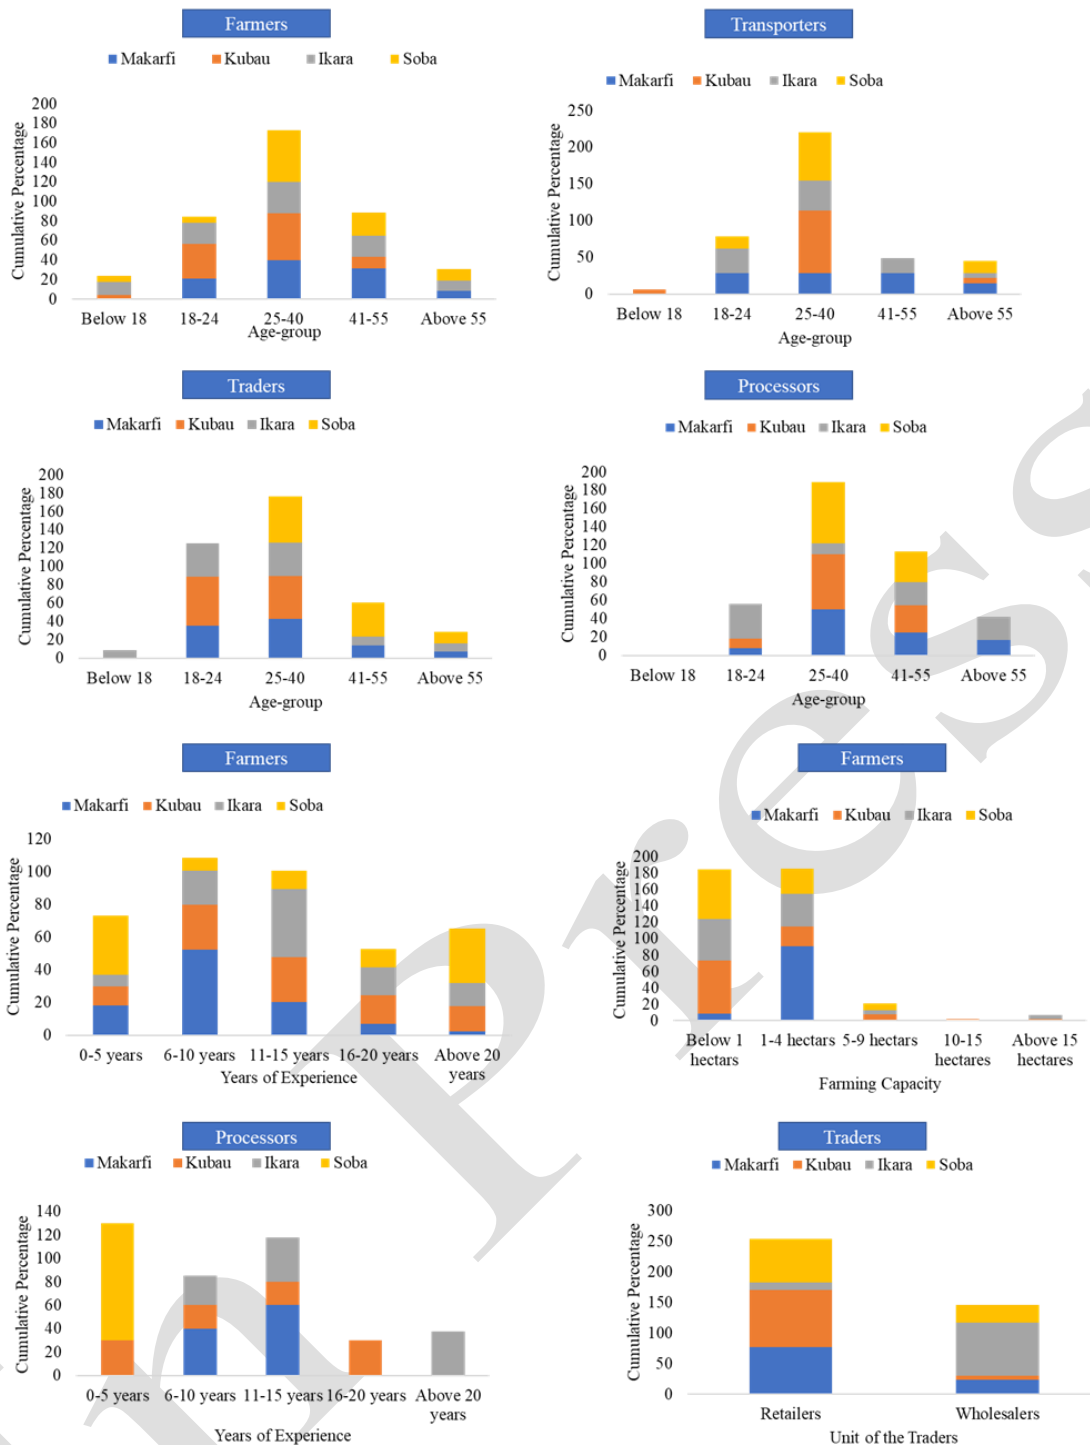 Farmers
Makarfi Kubau Ikara Soba
Cumulative Percentage
200
180
160
140
120
100
80
60
40
20
0
Below 18 18-24 25-40 41-55 Above 55
Age-group
Transporters
Makarfi Kubau Ikara Soba
Cumulative Percentage
250
200
150
100
50
0
Below 18 18-24 25-40 41-55 Above 55
Age-group
Traders
Makarfi Kubau Ikara Soba
Cumulative Percentage
200
180
160
140
120
100
80
60
40
20
0
Below 18 18-24 25-40 41-55 Above 55
Age-group
Processors
Makarfi Kubau Ikara Soba
Cumulative Percentage
200
180
160
140
120
100
80
60
40
20
0
Below 18 18-24 25-40 41-55 Above 55
Age-group
Farmers
Makarfi Kubau Ikara Soba
Cumulative Percentage
120
100
80
60
40
20
0
0-5 years 6-10 years 11-15 years 16-20 years Above 20
years
Years of Experience
Farmers
Makarfi Kubau Ikara Soba
Cumulative Percentage
200
180
160
140
120
100
80
60
40
20
0
Below 1 1-4 hectars 5-9 hectars 10-15 Above 15
hectars hectares hectares
Farming Capacity
Processors
Makarfi Kubau Ikara Soba
Cumulative Percentage
140
120
100
80
60
40
20
0
0-5 years 6-10 years 11-15 years 16-20 years Above 20
years
Years of Experience
Traders
Makarfi Kubau Ikara Soba
Cumulative Percentage
300
250
200
150
100
50
0
Retailers Wholesalers
Unit of the Traders
n Press